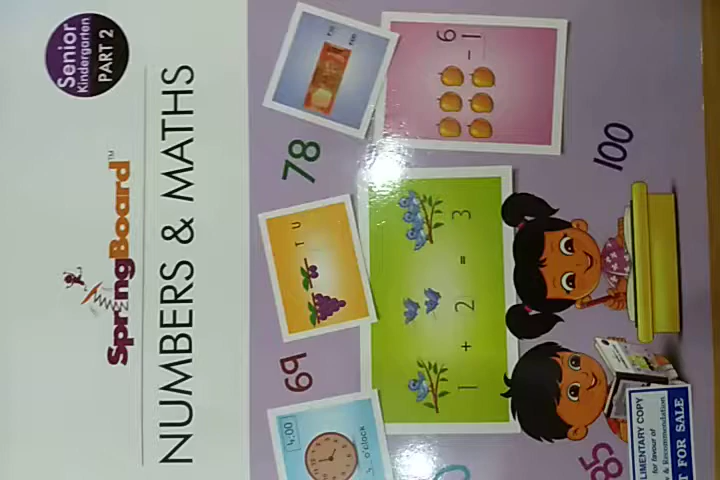 Senior
Kindergarten
PART 2
SpringBoard™
NUMBERS & MATHS
4.00
o'clock
69
T U
78
6
- 1
1 + 2 = 3
100
85
LIMENTARY COPY
for favour of
& Recommendation
FOR SALE